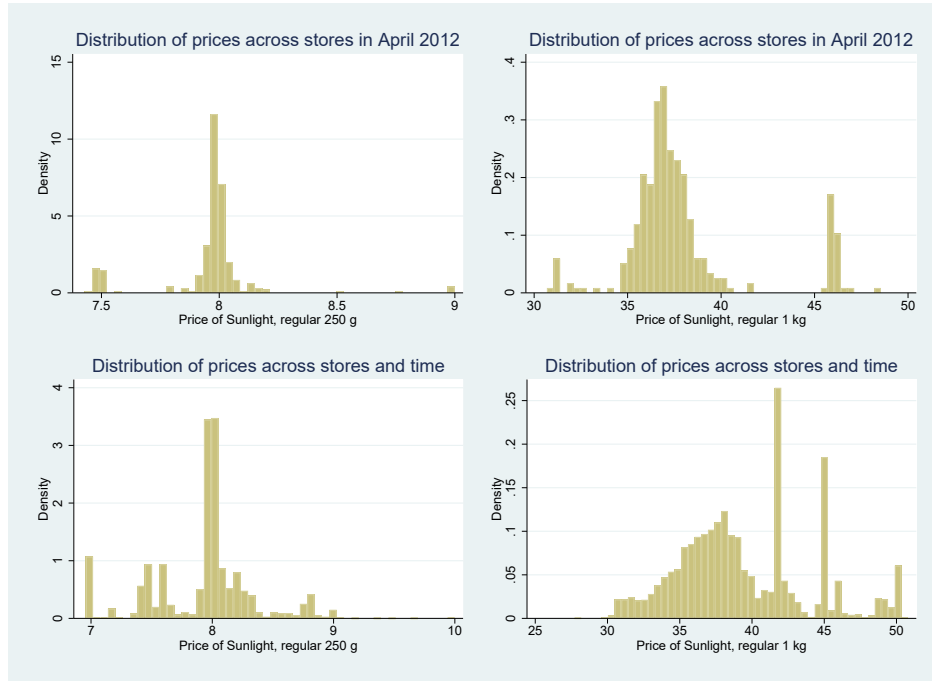 Distribution of prices across stores in April 2012
15
10
5
0
Density
7.5 8 8.5 9
Price of Sunlight, regular 250 g
Distribution of prices across stores in April 2012
.4
.3
.2
.1
0
Density
30 35 40 45 50
Price of Sunlight, regular 1 kg
Distribution of prices across stores and time
4
3
2
1
0
Density
7 8 9 10
Price of Sunlight, regular 250 g
Distribution of prices across stores and time
.25
.2
.15
.1
.05
0
Density
25 30 35 40 45 50
Price of Sunlight, regular 1 kg